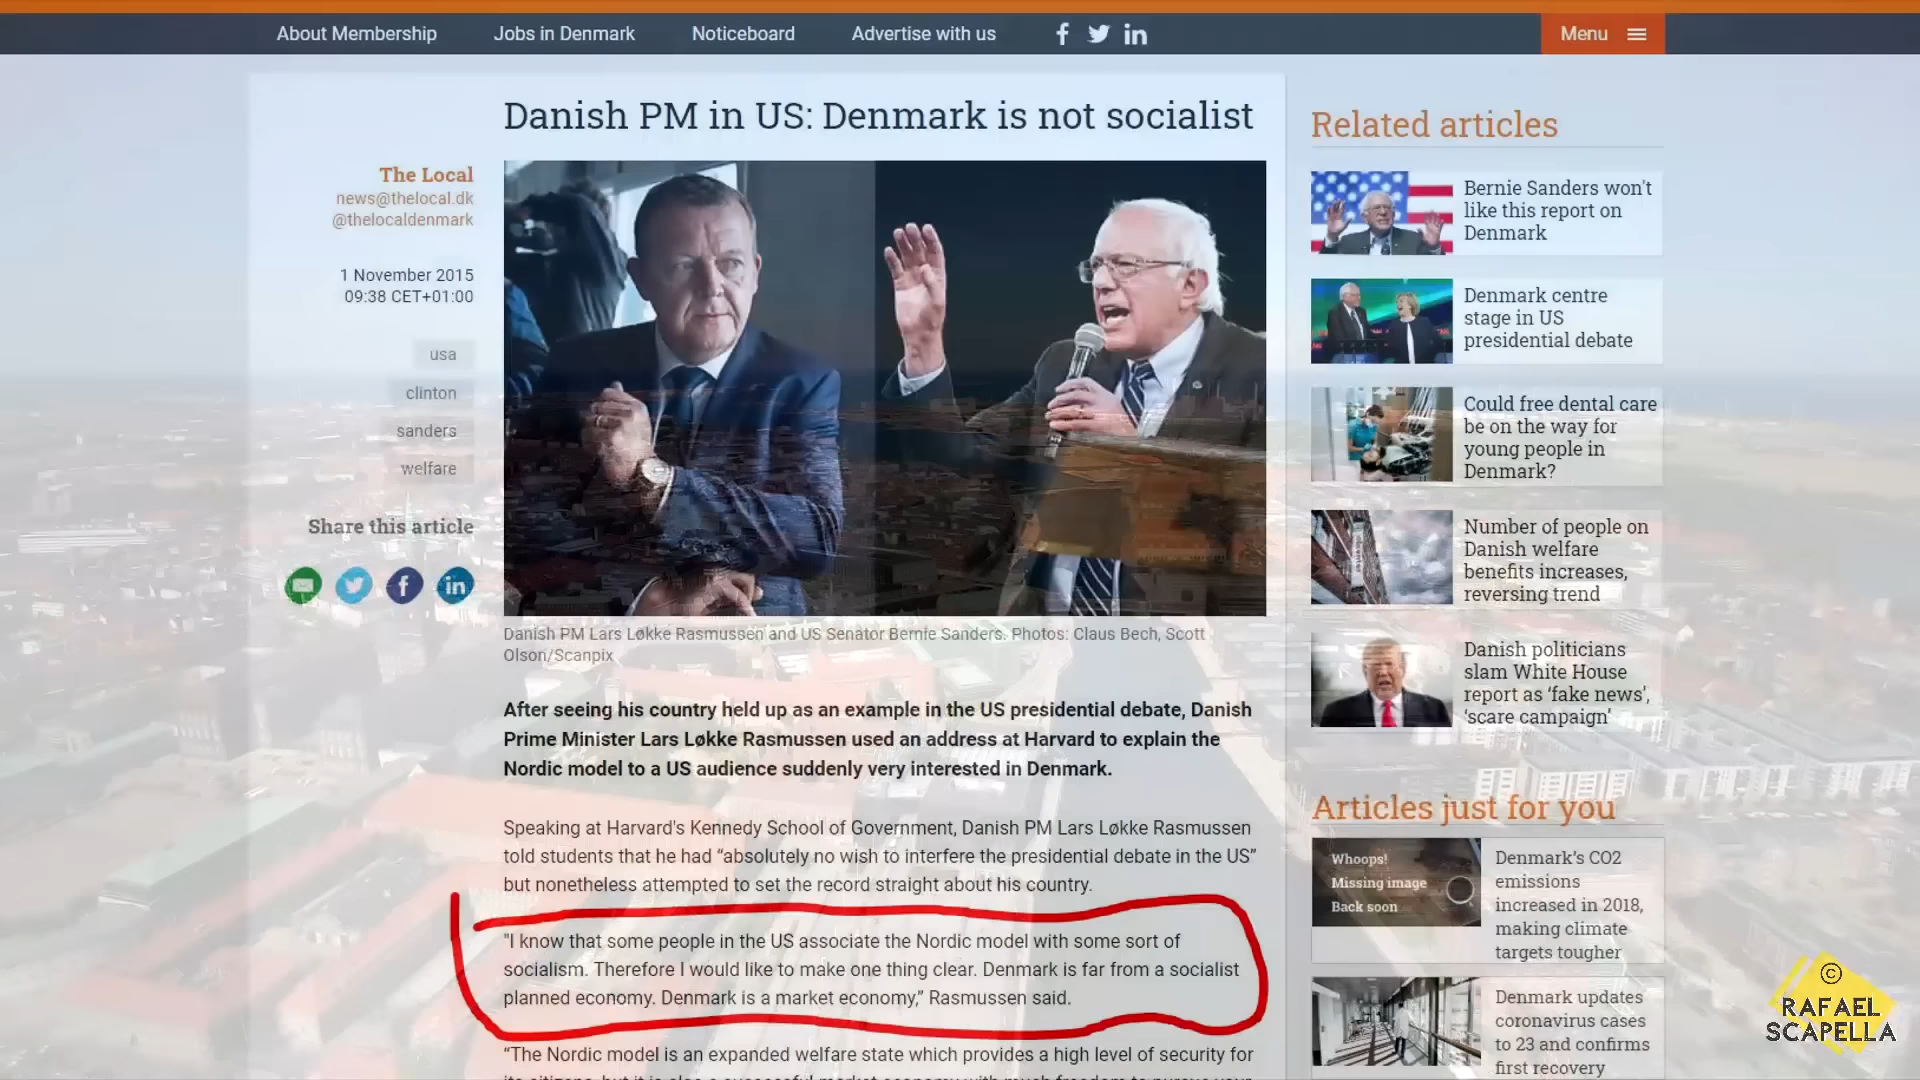 About Membership
Jobs in Denmark
Noticeboard
Advertise with us
Menu
Danish PM in US: Denmark is not socialist
The Local
news@thelocal.dk
@thelocaldenmark
1 November 2015
09:38 CET+01:00
usa
clinton
sanders
welfare
Share this article
Danish PM Lars Løkke Rasmussen and US Senator Bernie Sanders. Photos: Claus Bech, Scott
Olson/Scanpix
After seeing his country held up as an example in the US presidential debate, Danish
Prime Minister Lars Løkke Rasmussen used an address at Harvard to explain the
Nordic model to a US audience suddenly very interested in Denmark.
Speaking at Harvard's Kennedy School of Government, Danish PM Lars Løkke Rasmussen
told students that he had “absolutely no wish to interfere the presidential debate in the US”
but nonetheless attempted to set the record straight about his country.
"I know that some people in the US associate the Nordic model with some sort of
socialism. Therefore I would like to make one thing clear. Denmark is far from a socialist
planned economy. Denmark is a market economy,” Rasmussen said.
“The Nordic model is an expanded welfare state which provides a high level of security for
Related articles
Bernie Sanders won't
like this report on
Denmark
Denmark centre
stage in US
presidential debate
Could free dental care
be on the way for
young people in
Denmark?
Number of people on
Danish welfare
benefits increases,
reversing trend
Danish politicians
slam White House
report as ‘fake news’,
‘scare campaign’
Articles just for you
Whoops!
Missing image
Back soon
Denmark’s CO2
emissions
increased in 2018,
making climate
targets tougher
Denmark updates
coronavirus cases
to 23 and confirms
first recovery
©
RAFAEL
SCAPELLA